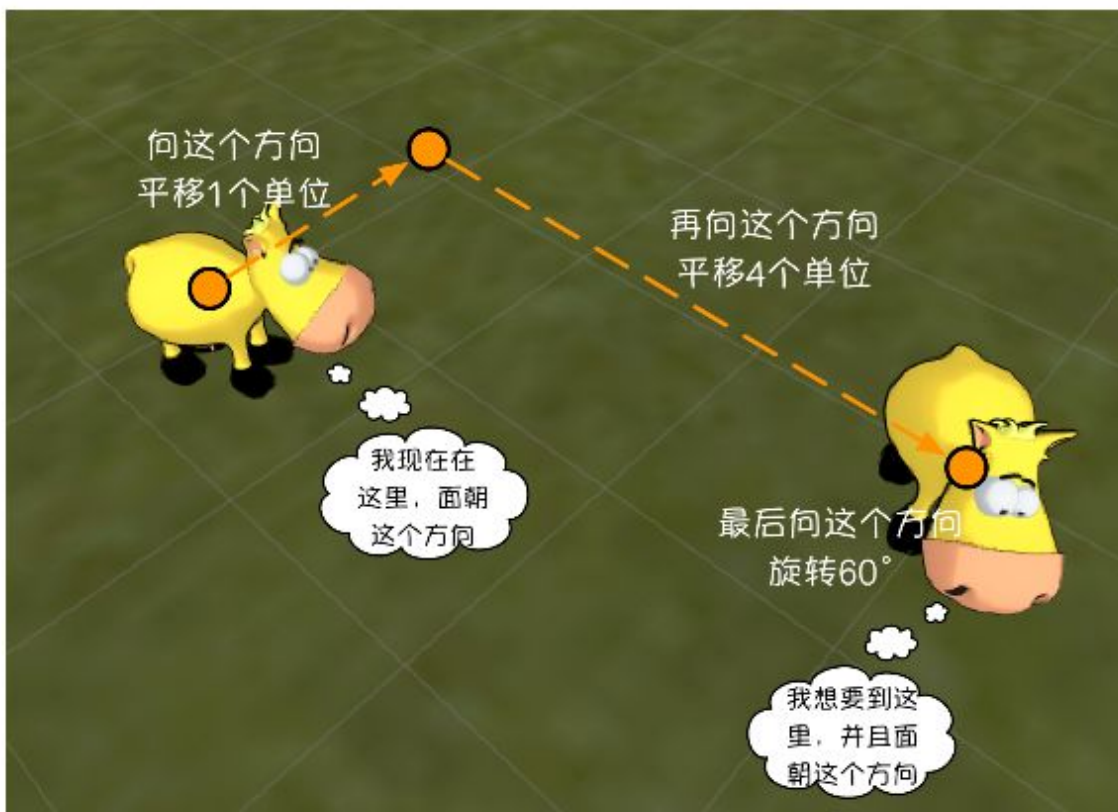 向这个方向
平移1个单位
再向这个方向
平移4个单位
我现在在
这里，面朝
这个方向
最后向这个方向
旋转60°
我想要到这
里，并且面
朝这个方向